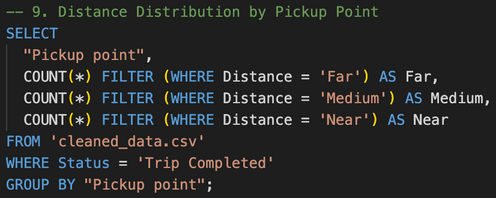 -- 9. Distance Distribution by Pickup Point
SELECT
  "Pickup point",
  COUNT(*) FILTER (WHERE Distance = 'Far') AS Far,
  COUNT(*) FILTER (WHERE Distance = 'Medium') AS Medium,
  COUNT(*) FILTER (WHERE Distance = 'Near') AS Near
FROM 'cleaned_data.csv'
WHERE Status = 'Trip Completed'
GROUP BY "Pickup point";